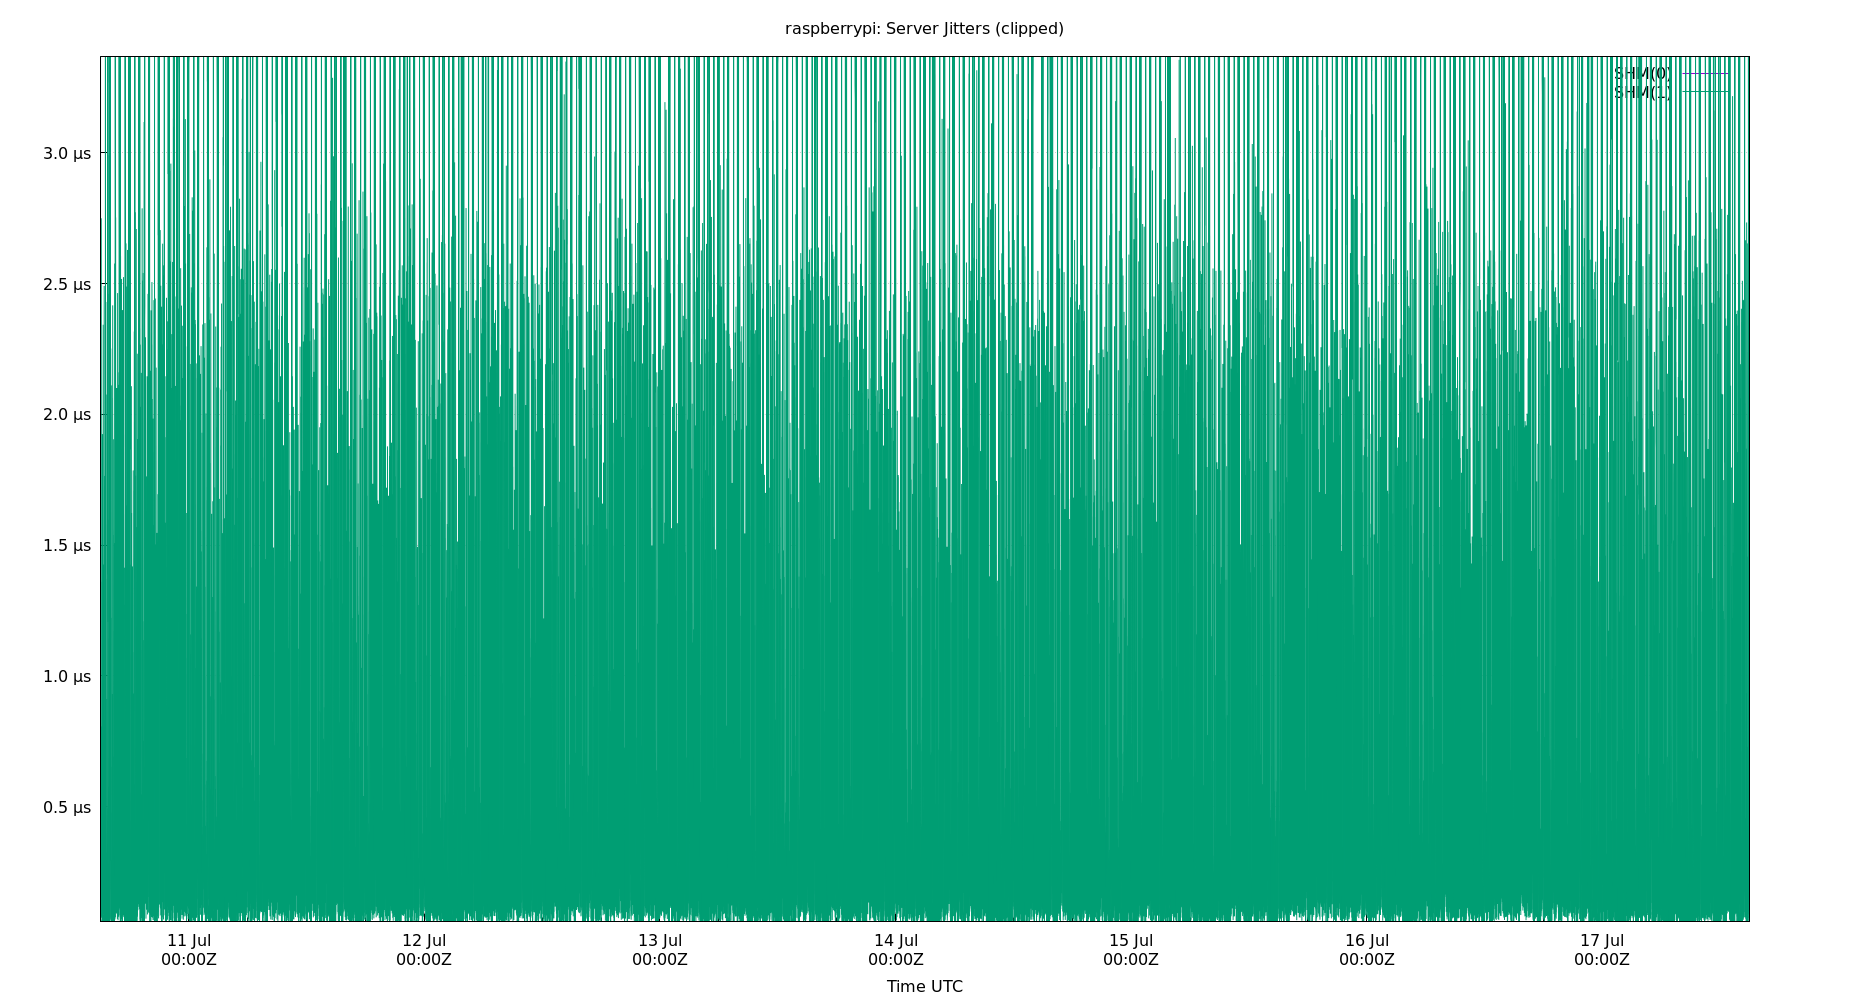 raspberrypi: Server Jitters (clipped)
SHM(0)
SHM(1)
3.0 μs
2.5 μs
2.0 μs
1.5 μs
1.0 μs
0.5 μs
11 Jul 12 Jul 13 Jul 14 Jul 15 Jul 16 Jul 17 Jul
00:00Z 00:00Z 00:00Z 00:00Z 00:00Z 00:00Z 00:00Z
Time UTC